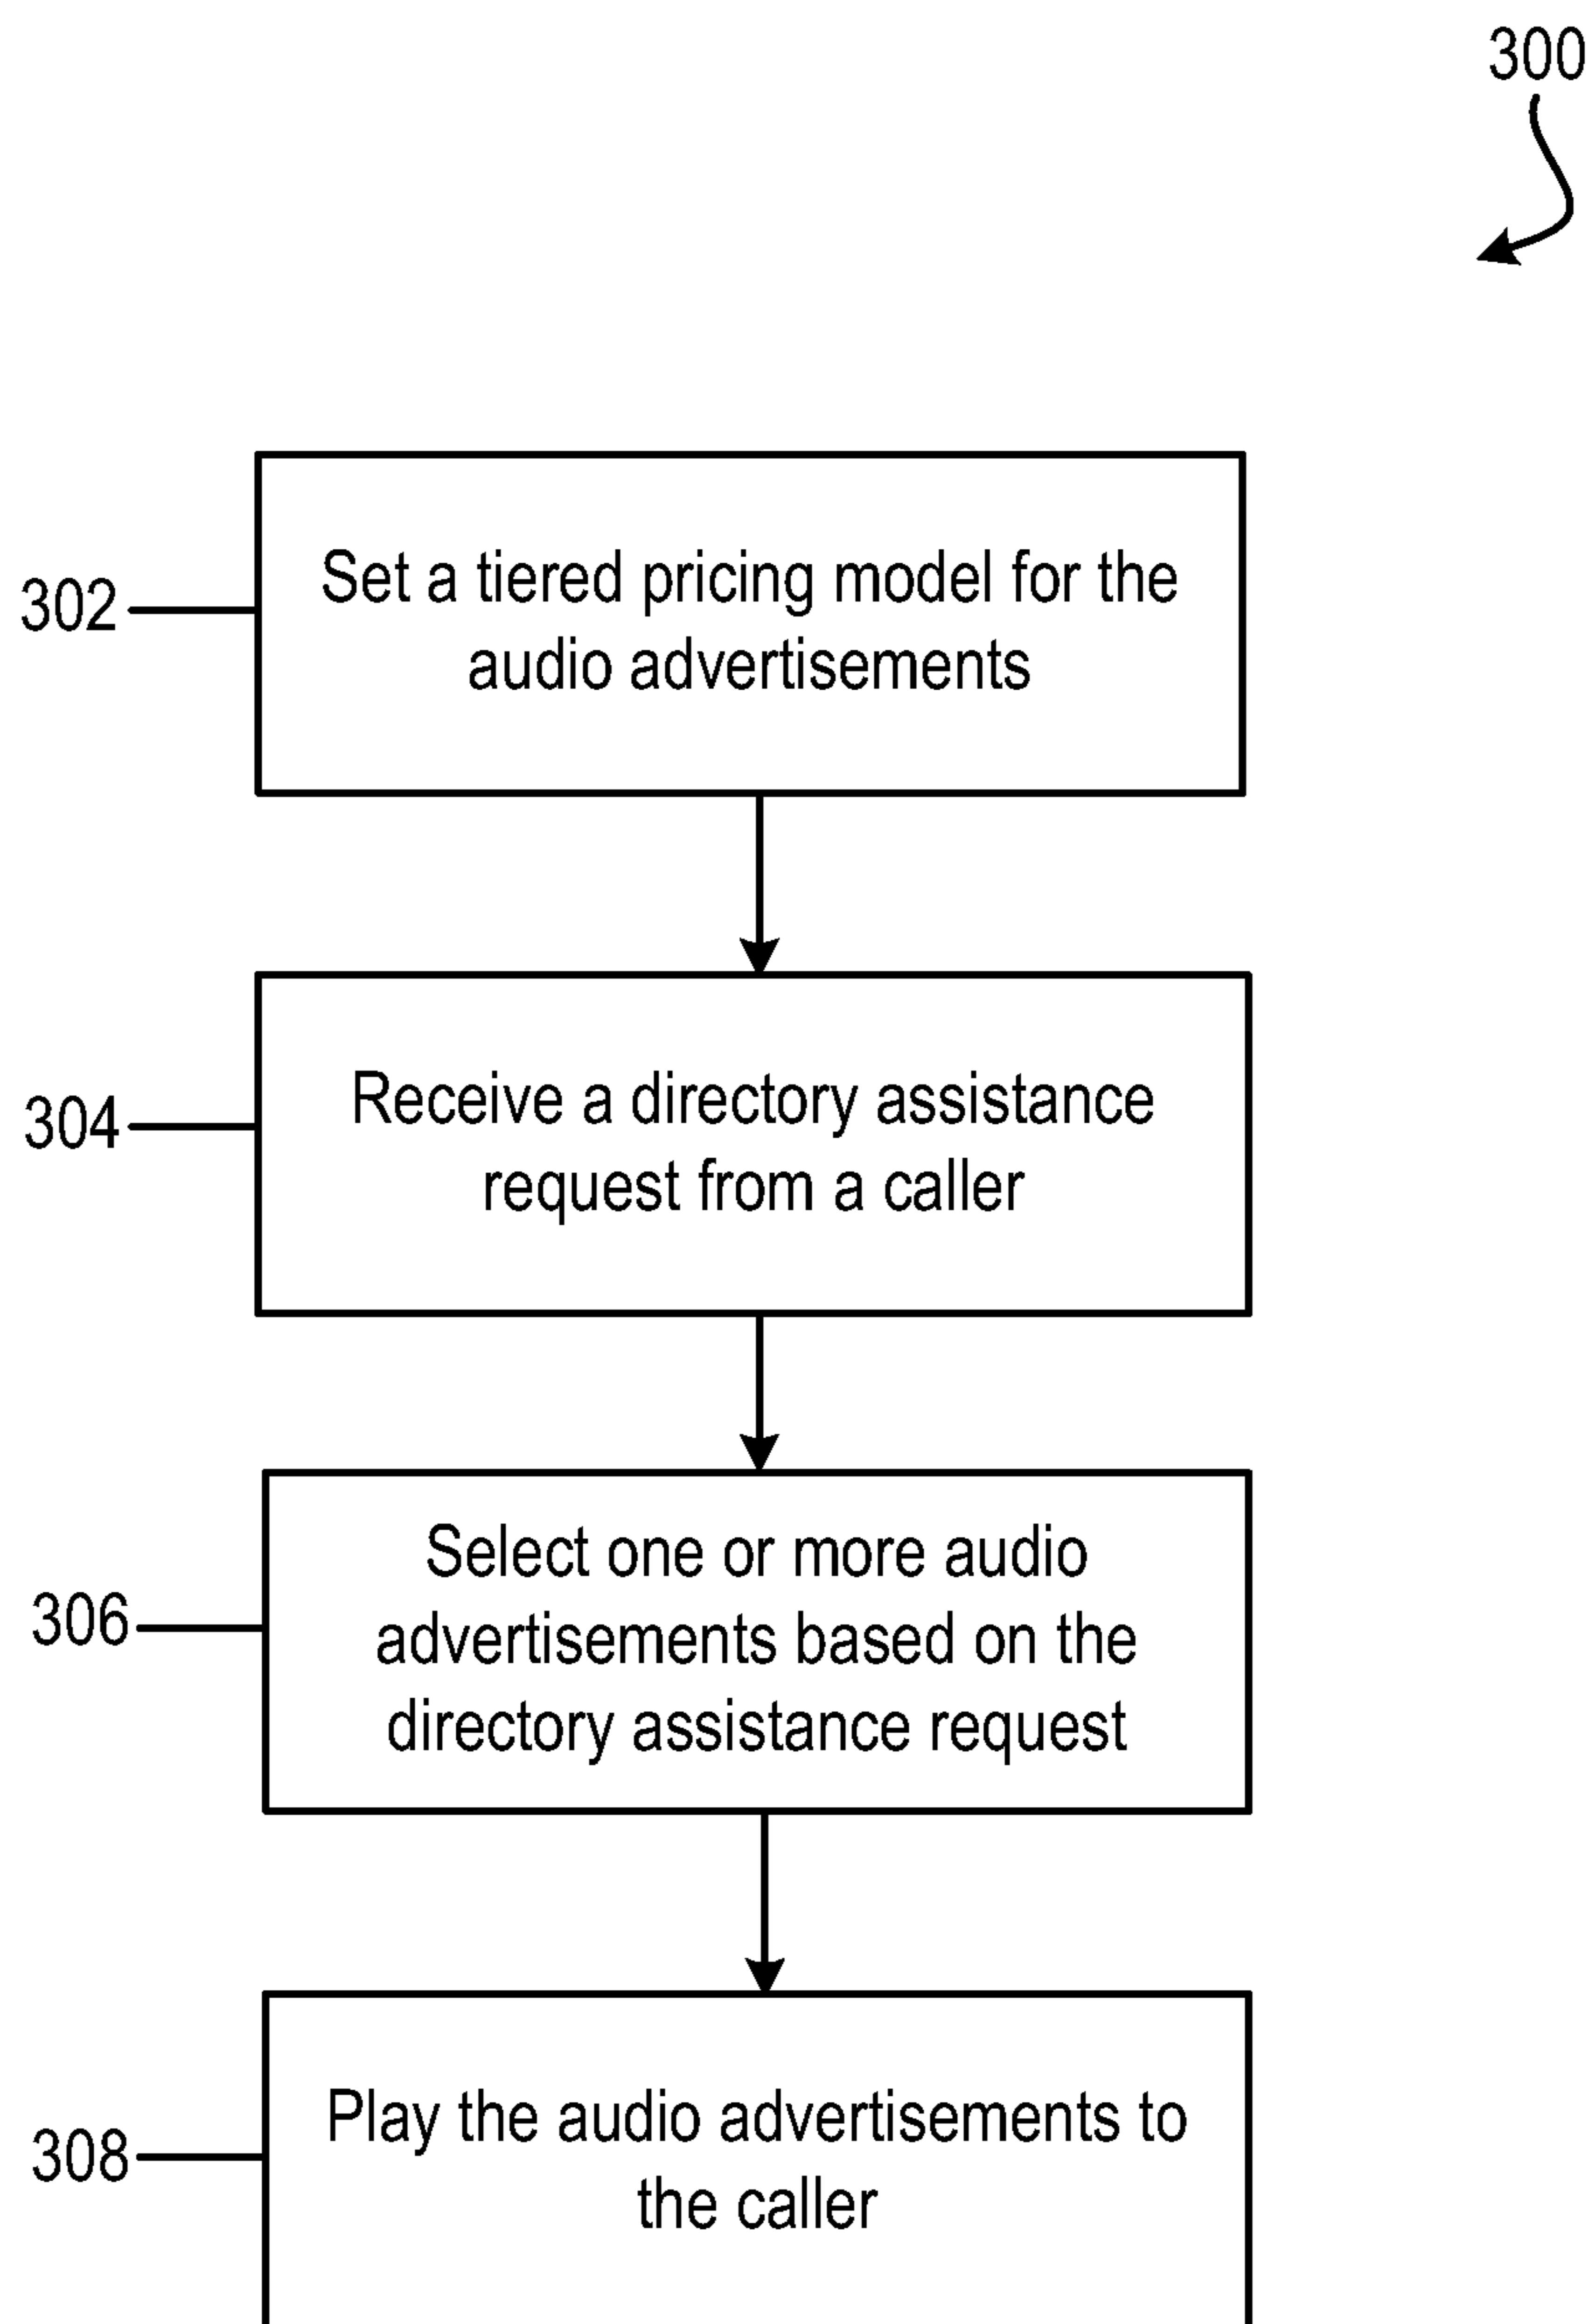 300
302
Set a tiered pricing model for the
audio advertisements
304
Receive a directory assistance
request from a caller
306
Select one or more audio
advertisements based on the
directory assistance request
308
Play the audio advertisements to
the caller